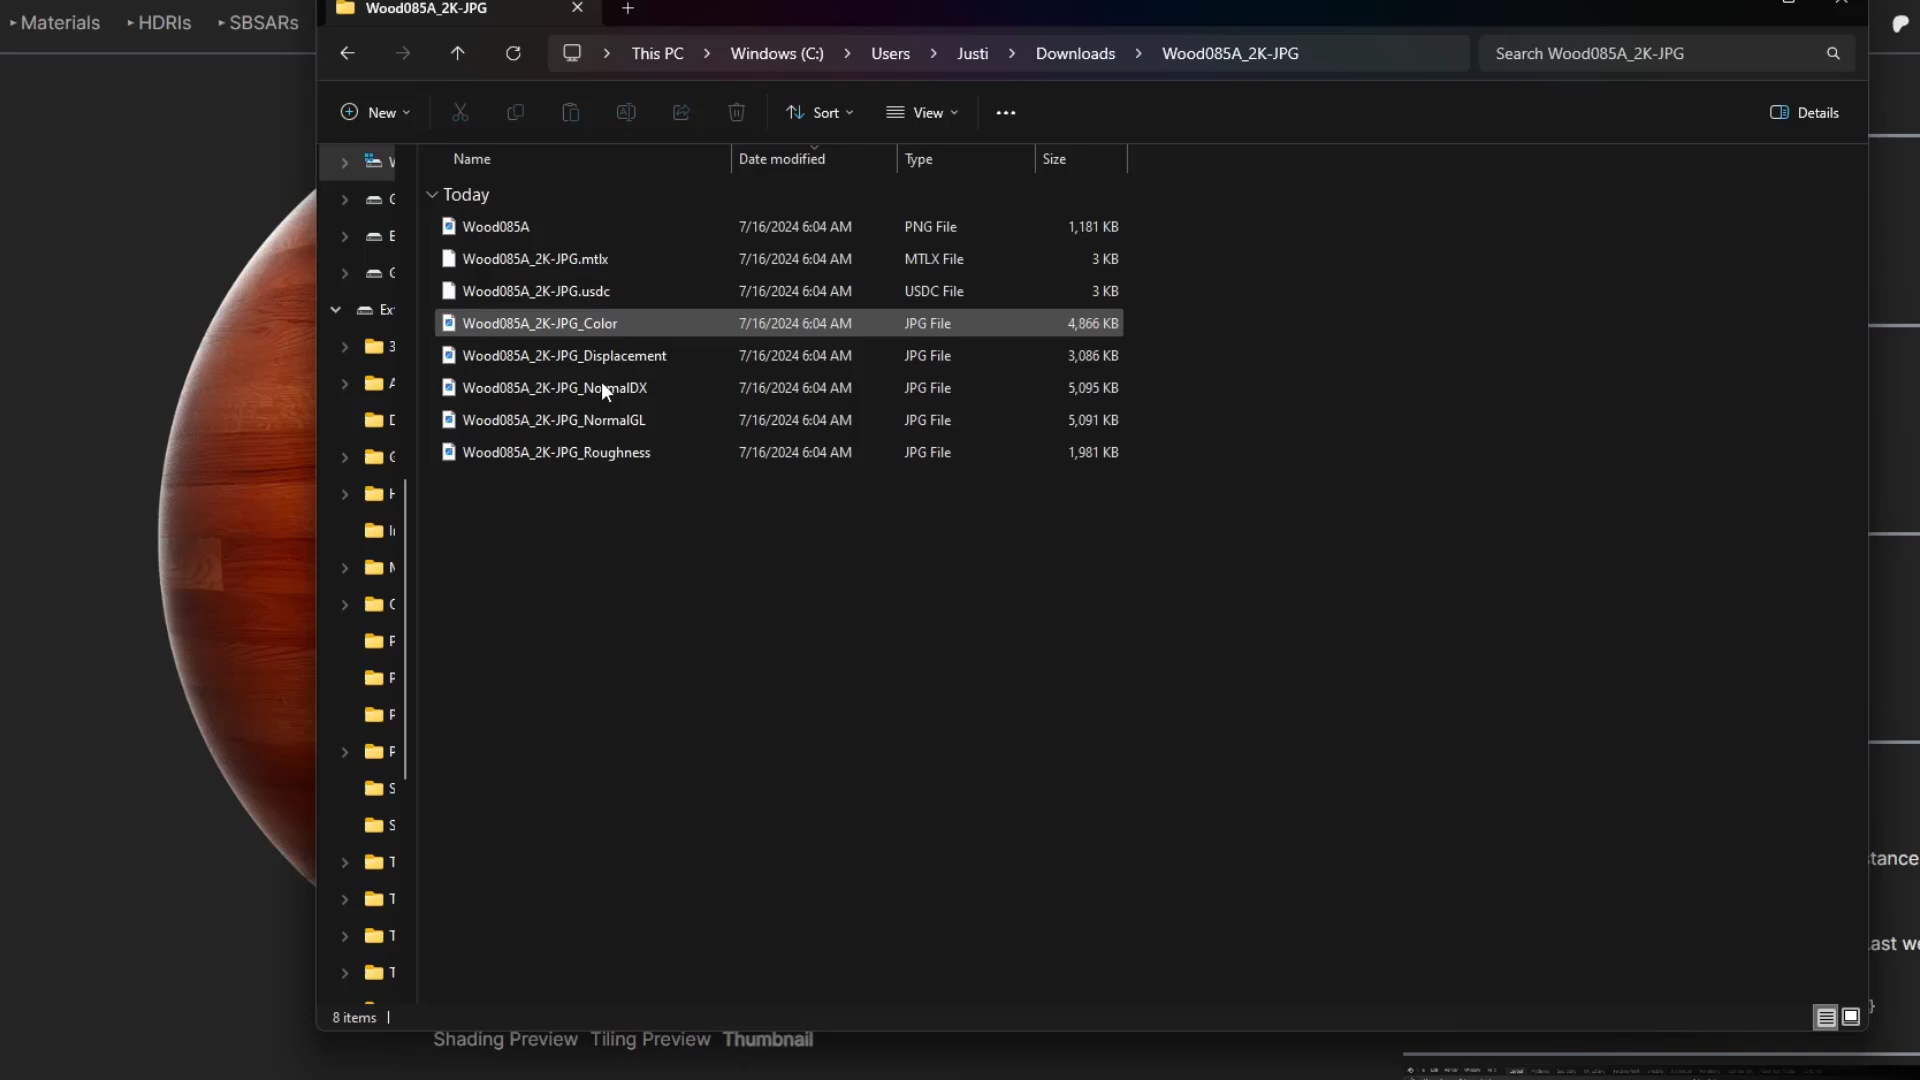 Materials HDRIs SBSARs
Wood085A_2K-JPG
This PC > Windows (C:) > Users > Justi > Downloads > Wood085A_2K-JPG
Search Wood085A_2K-JPG
New Sort View Details
Name Date modified Type Size
Today
Wood085A 7/16/2024 6:04 AM PNG File 1,181 KB
Wood085A_2K-JPG.mtlx 7/16/2024 6:04 AM MTLX File 3 KB
Wood085A_2K-JPG.usdc 7/16/2024 6:04 AM USDC File 3 KB
Wood085A_2K-JPG_Color 7/16/2024 6:04 AM JPG File 4,866 KB
Wood085A_2K-JPG_Displacement 7/16/2024 6:04 AM JPG File 3,086 KB
Wood085A_2K-JPG_NormalDX 7/16/2024 6:04 AM JPG File 5,095 KB
Wood085A_2K-JPG_NormalGL 7/16/2024 6:04 AM JPG File 5,091 KB
Wood085A_2K-JPG_Roughness 7/16/2024 6:04 AM JPG File 1,981 KB
Ex
3
tance
ast we
8 items
Shading Preview Tiling Preview Thumbnail